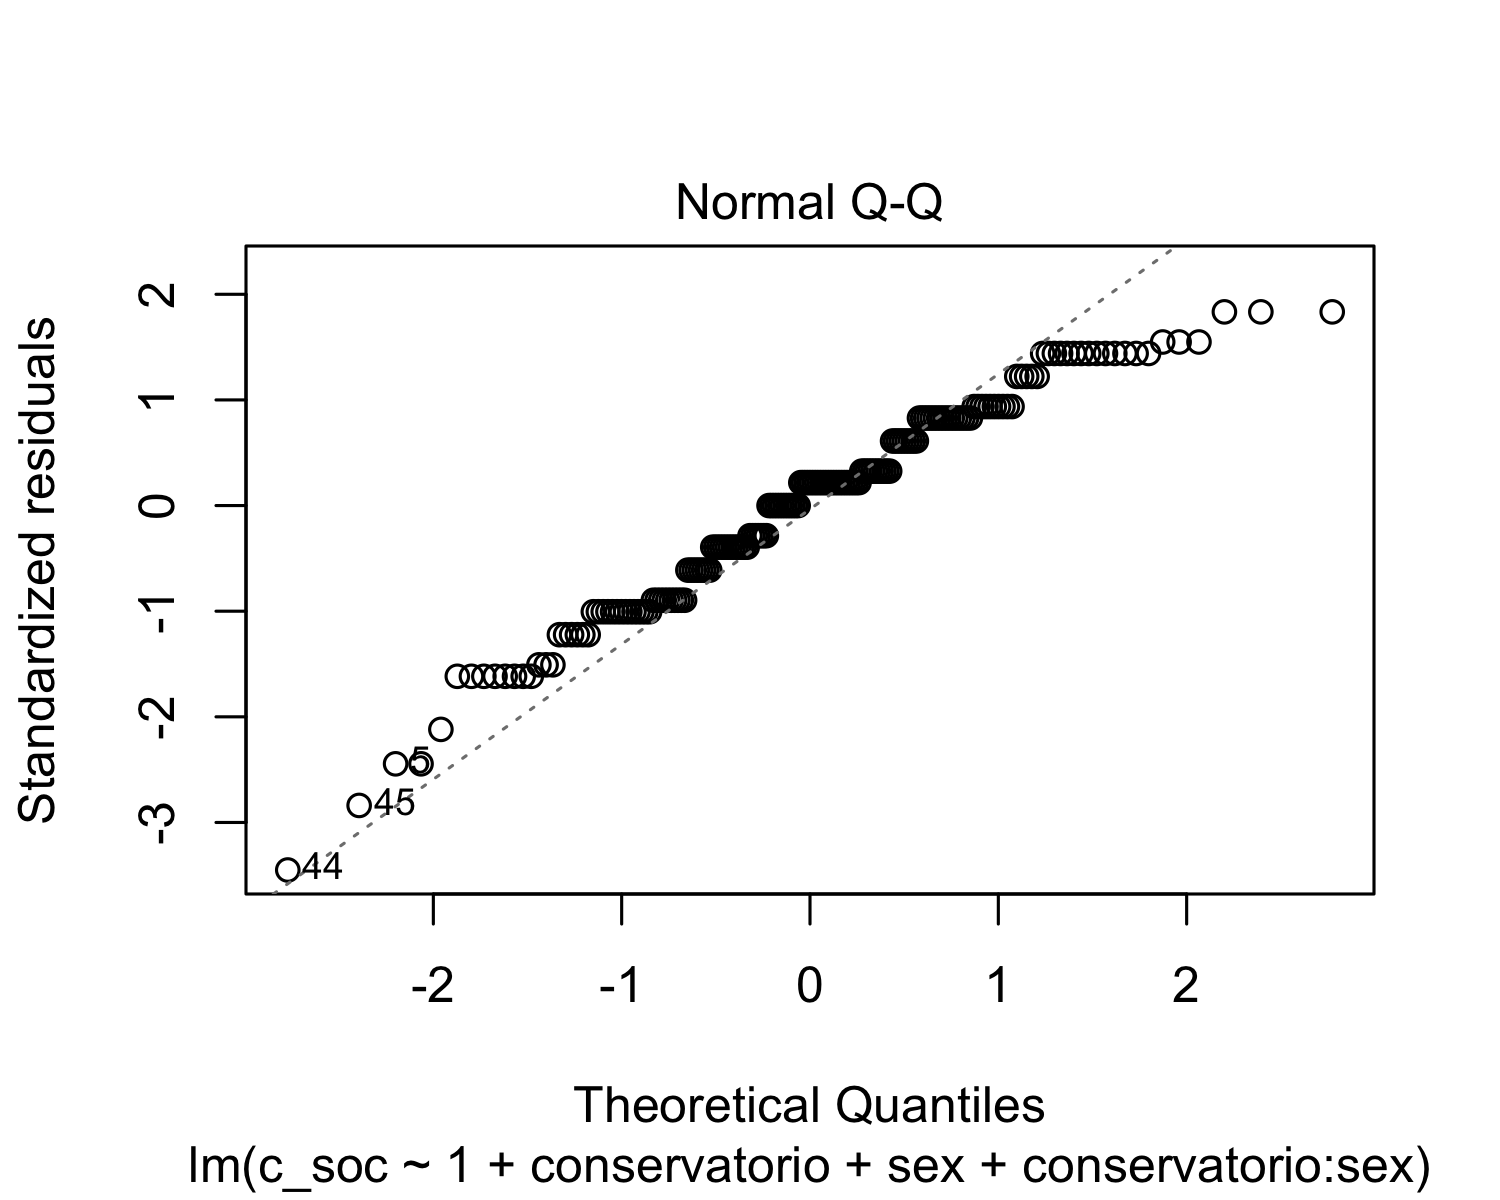 Normal Q-Q
Standardized residuals
2
1
0
-1
-2
-3
5
45
44
-2 -1 0 1 2
Theoretical Quantiles
lm(c_soc ~ 1 + conservatorio + sex + conservatorio:sex)